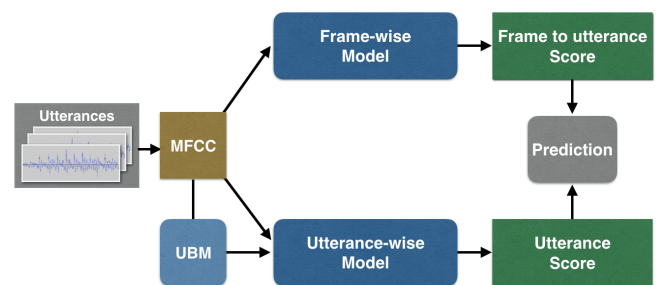 Utterances
MFCC
UBM
Frame-wise
Model
Frame to utterance
Score
Prediction
Utterance-wise
Model
Utterance
Score